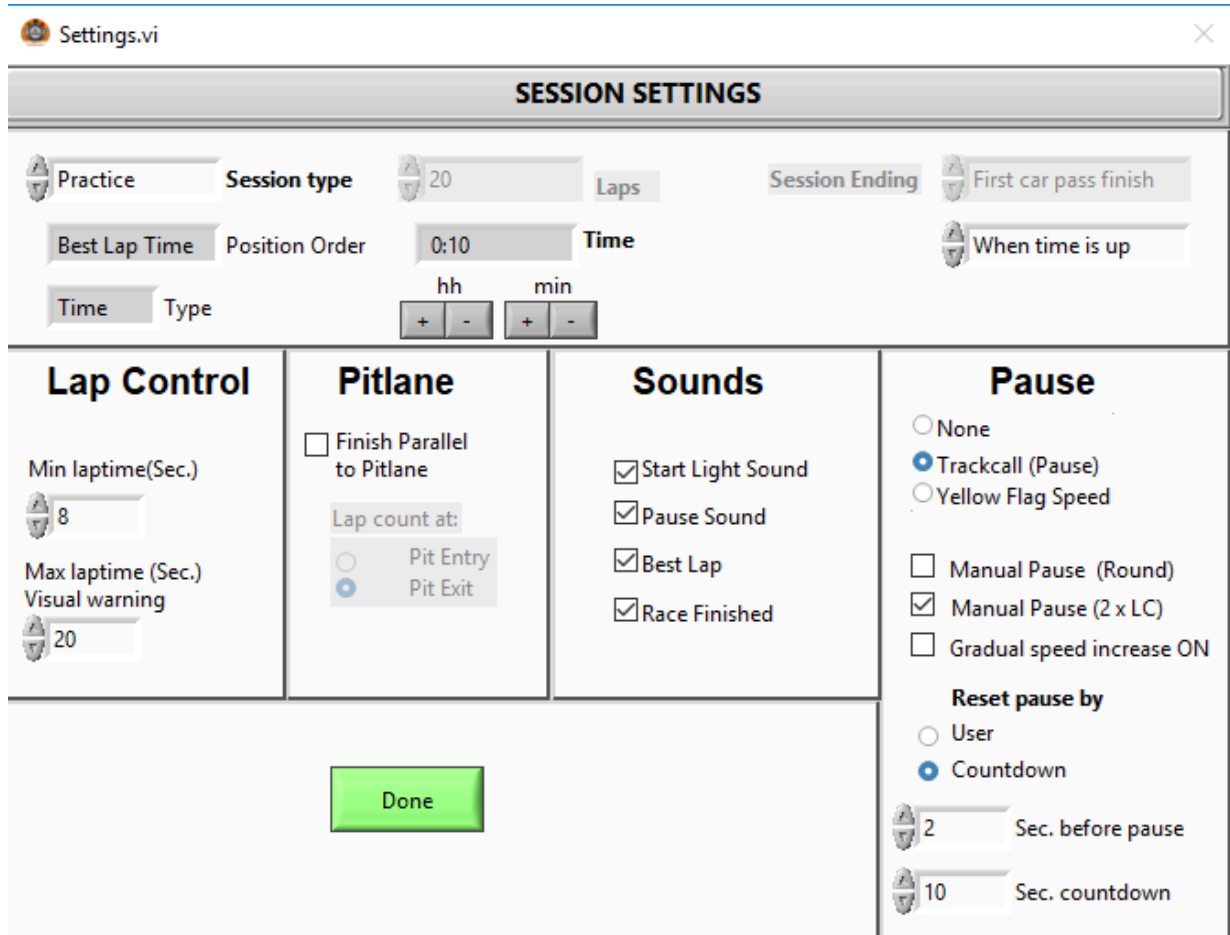 Settings.vi
SESSION SETTINGS
Practice Session type 20 Laps Session Ending First car pass finish
Best Lap Time Position Order 0:10 Time When time is up
hh min
Time Type
+ - + -
Lap Control
Min laptime(Sec.)
8
Max laptime (Sec.)
Visual warning
20
Pitlane
Finish Parallel
to Pitlane
Lap count at:
Pit Entry
Pit Exit
Sounds
Start Light Sound
Pause Sound
Best Lap
Race Finished
Pause
None
Trackcall (Pause)
Yellow Flag Speed
Manual Pause (Round)
Manual Pause (2 x LC)
Gradual speed increase ON
Reset pause by
User
Countdown
2 Sec. before pause
10 Sec. countdown
Done